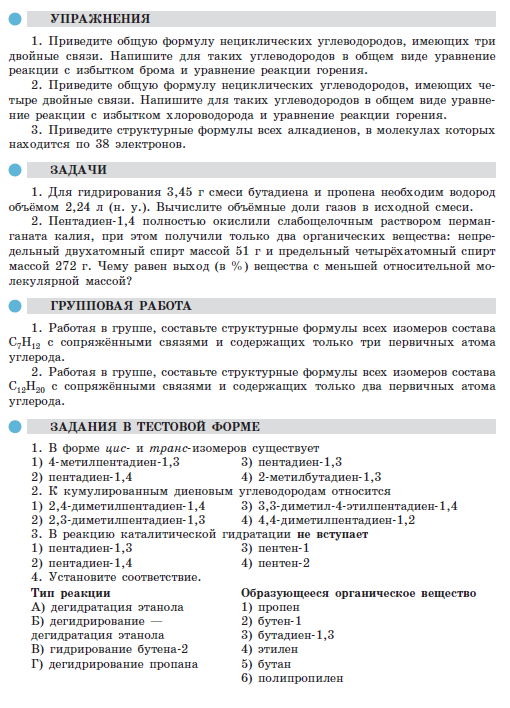 УПРАЖНЕНИЯ
1. Приведите общую формулу нециклических углеводородов, имеющих три
двойные связи. Напишите для таких углеводородов в общем виде уравнение
реакции с избытком брома и уравнение реакции горения.
2. Приведите общую формулу нециклических углеводородов, имеющих че-
тыре двойные связи. Напишите для таких углеводородов в общем виде уравне-
ние реакции с избытком хлороводорода и уравнение реакции горения.
3. Приведите структурные формулы всех алкадиенов, в молекулах которых
находится по 38 электронов.
ЗАДАЧИ
1. Для гидрирования 3,45 г смеси бутадиена и пропена необходим водород
объёмом 2,24 л (н. у.). Вычислите объёмные доли газов в исходной смеси.
2. Пентадиен-1,4 полностью окислили слабощелочным раствором перман-
ганата калия, при этом получили только два органических вещества: непре-
дельный двухатомный спирт массой 51 г и предельный четырёхатомный спирт
массой 272 г. Чему равен выход (в %) вещества с меньшей относительной мо-
лекулярной массой?
ГРУППОВАЯ РАБОТА
1. Работая в группе, составьте структурные формулы всех изомеров состава
C₇H₁₂ с сопряжёнными связями и содержащих только три первичных атома
углерода.
2. Работая в группе, составьте структурные формулы всех изомеров состава
C₁₂H₂₀ с сопряжёнными связями и содержащих только два первичных атома
углерода.
ЗАДАНИЯ В ТЕСТОВОЙ ФОРМЕ
1. В форме цис- и транс-изомеров существует
1) 4-метилпентадиен-1,3 3) пентадиен-1,3
2) пентадиен-1,4 4) 2-метилбутадиен-1,3
2. К кумулированным диеновым углеводородам относится
1) 2,4-диметилпентадиен-1,4 3) 3,3-диметил-4-этилпентадиен-1,4
2) 2,3-диметилпентадиен-1,3 4) 4,4-диметилпентадиен-1,2
3. В реакцию каталитической гидратации не вступает
1) пентадиен-1,3 3) пентен-1
2) пентадиен-1,4 4) пентен-2
4. Установите соответствие.
Тип реакции Образующееся органическое вещество
А) дегидратация этанола 1) пропен
Б) дегидрирование — 2) бутен-1
дегидратация этанола 3) бутадиен-1,3
В) гидрирование бутена-2 4) этилен
Г) дегидрирование пропана 5) бутан
6) полипропилен